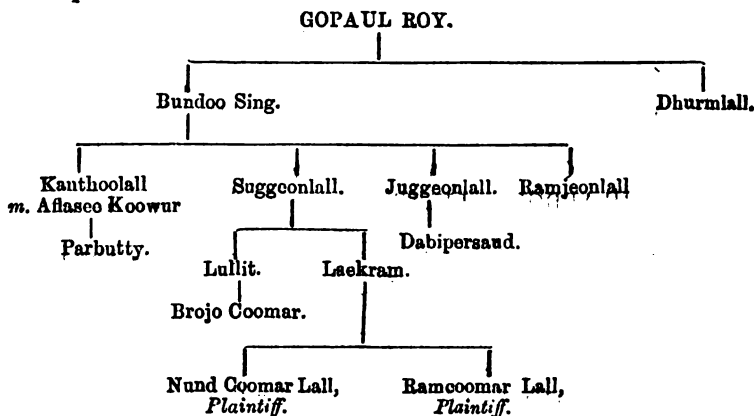 GOPAUL ROY.
Bundoo Sing. Dhurmlall.
Kanthoolall Suggeonlall. Juggeonlall. Ramjeonlall
m. Aflaseo Koowur
Parbutty. Dabipersaud.
Lullit. Laekram.
Brojo Coomar.
Nund Coomar Lall, Ramcoomar Lall,
Plaintiff. Plaintiff.